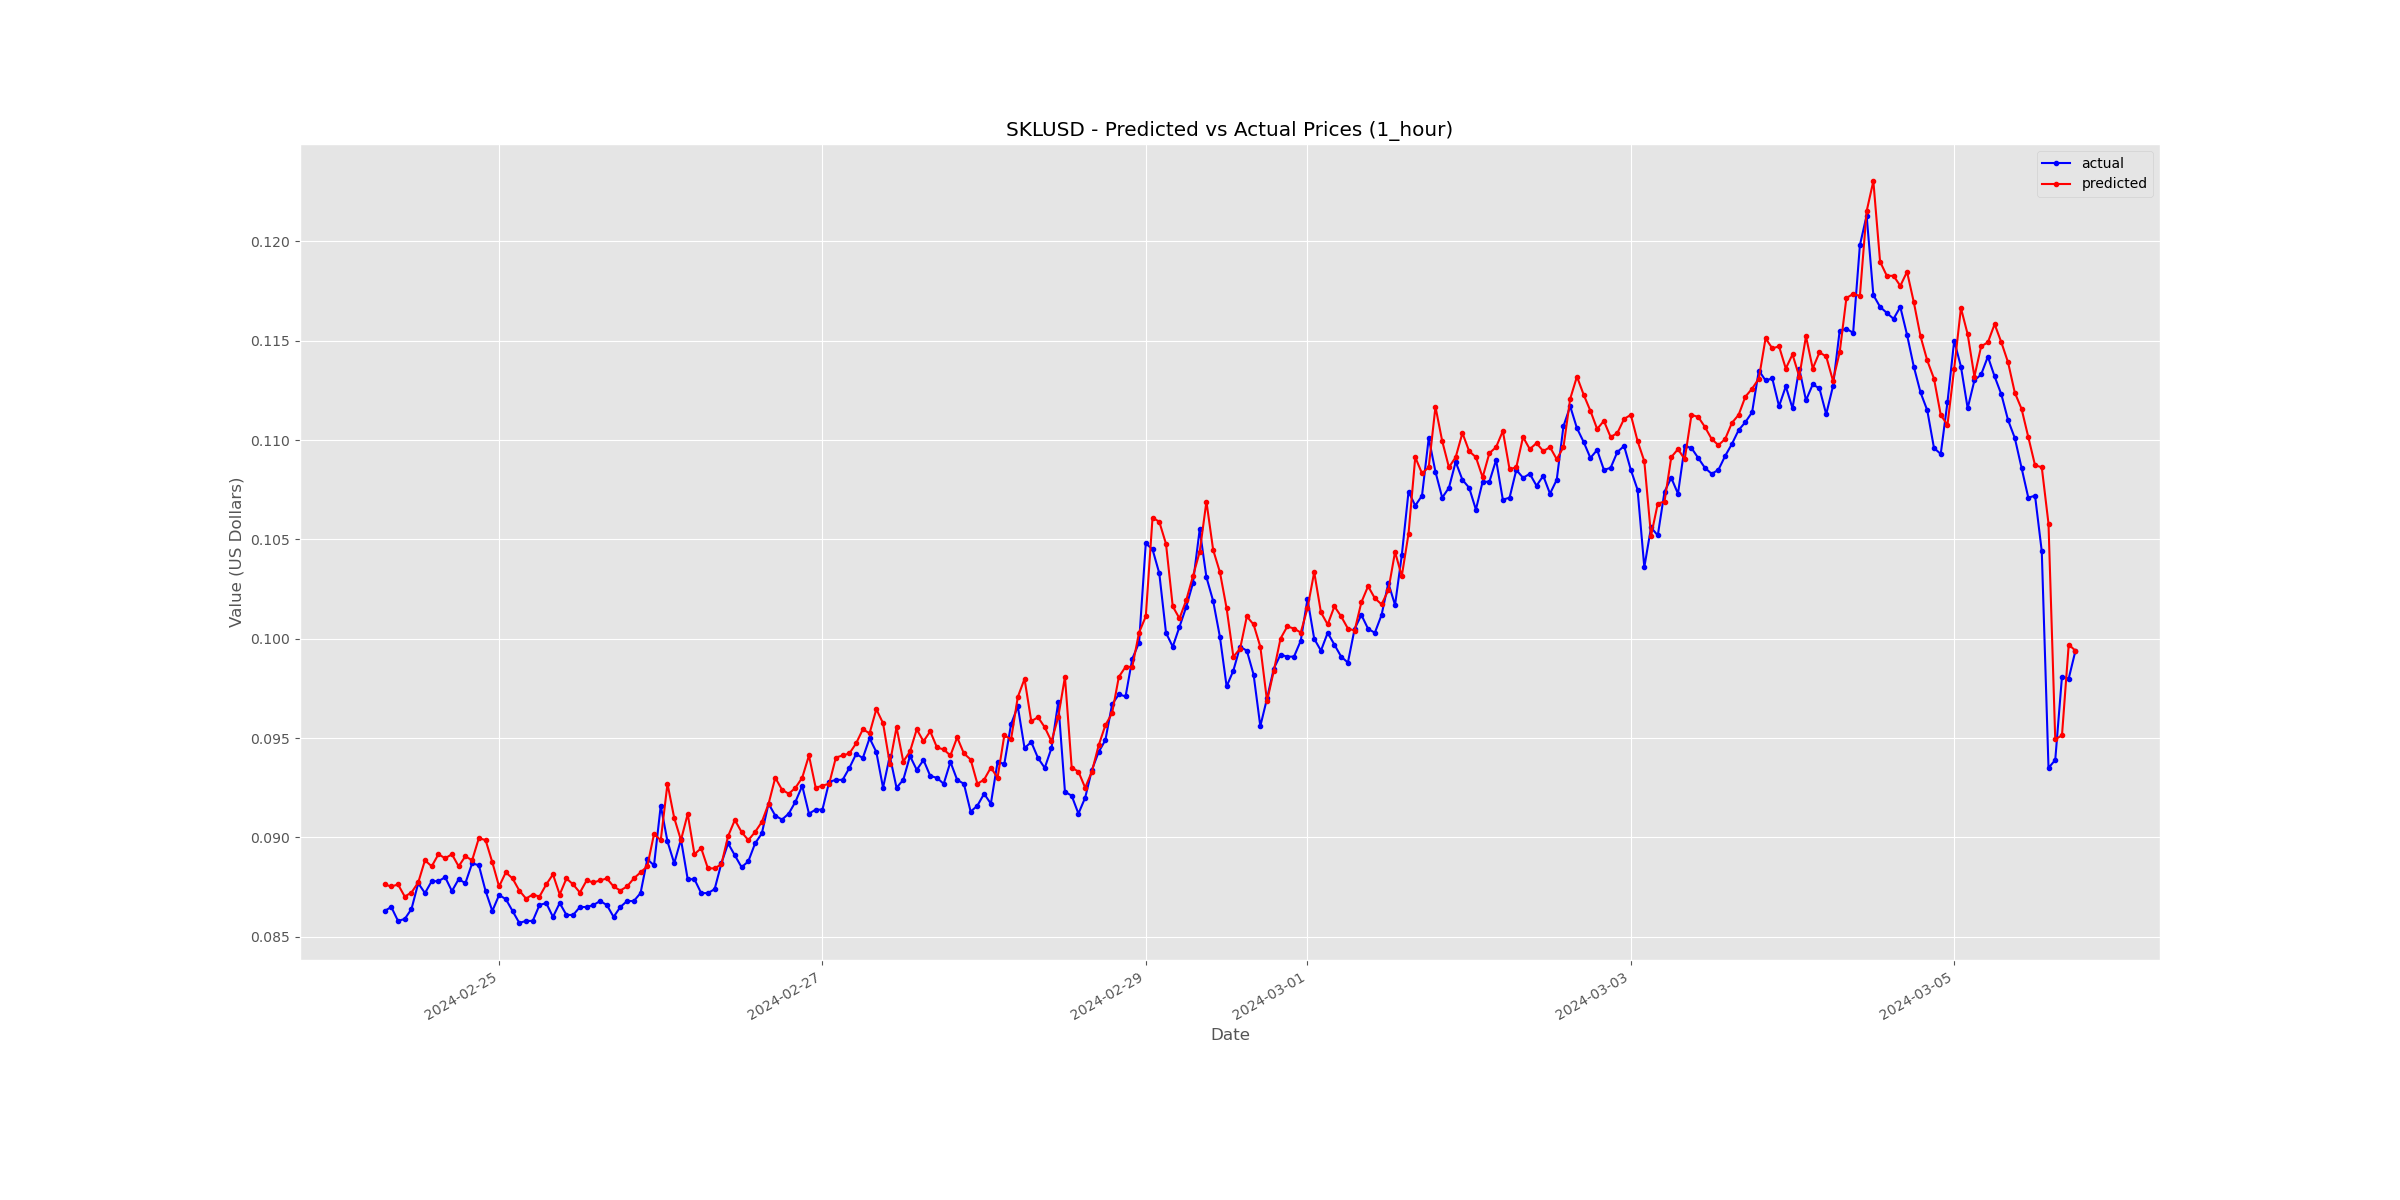 SKLUSD - Predicted vs Actual Prices (1_hour)
actual
predicted
0.120
0.115
0.110
0.105
0.100
0.095
0.090
0.085
Value (US Dollars)
2024-02-25
2024-02-27
2024-02-29
2024-03-01
2024-03-03
2024-03-05
Date